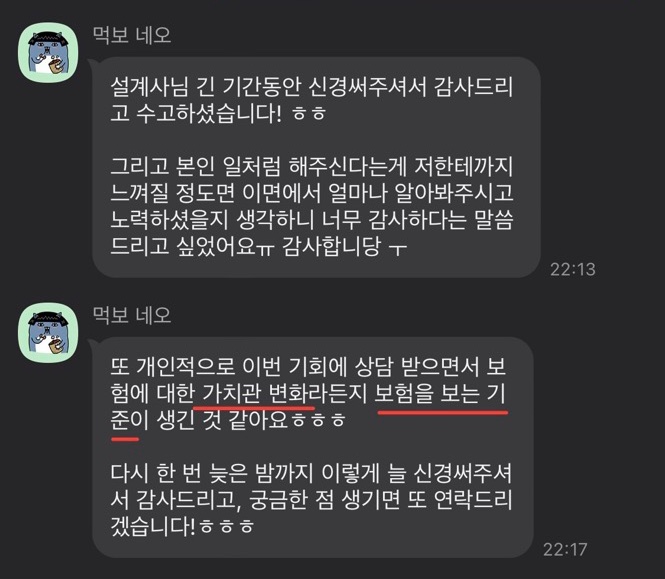 먹보 네오
설계사님 긴 기간동안 신경써주셔서 감사드리
고 수고하셨습니다! ㅎㅎ
그리고 본인 일처럼 해주신다는게 저한테까지
느껴질 정도면 이면에서 얼마나 알아봐주시고
노력하셨을지 생각하니 너무 감사하다는 말씀
드리고 싶었어요ㅠ 감사합니당 ㅜ
22:13
먹보 네오
또 개인적으로 이번 기회에 상담 받으면서 보
험에 대한 가치관 변화라든지 보험을 보는 기
준이 생긴 것 같아요ㅎㅎㅎ
다시 한 번 늦은 밤까지 이렇게 늘 신경써주셔
서 감사드리고, 궁금한 점 생기면 또 연락드리
겠습니다!ㅎㅎㅎ
22:17